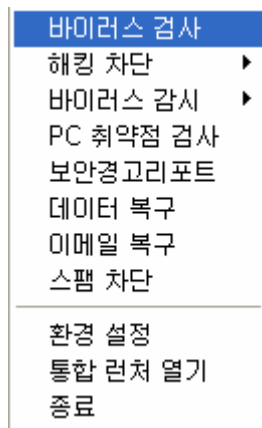 바이러스 검사
해킹 차단
바이러스 감시
PC 취약점 검사
보안경고리포트
데이터 복구
이메일 복구
스팸 차단
환경 설정
통합 런처 열기
종료